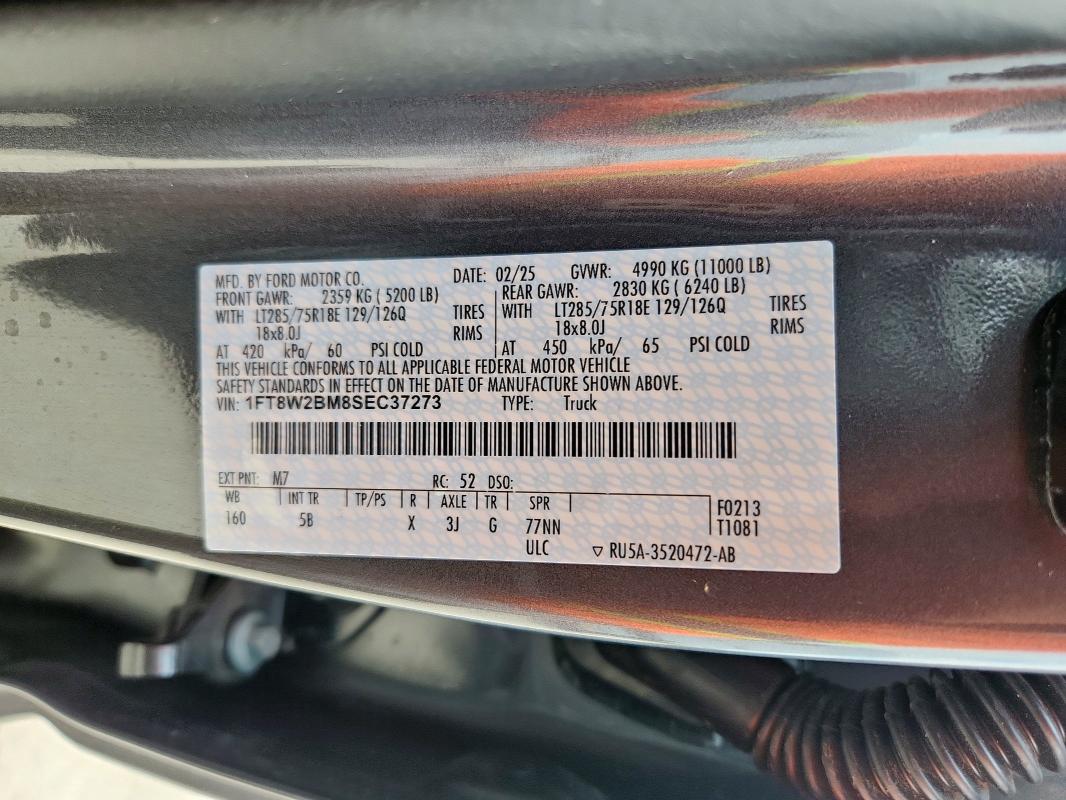 MFD. BY FORD MOTOR CO. DATE: 02/25 GVWR: 4990 KG (11000 LB)
FRONT GAWR: 2359 KG ( 5200 LB) REAR GAWR: 2830 KG ( 6240 LB)
WITH LT285/75R18E 129/126Q TIRES WITH LT285/75R18E 129/126Q TIRES
18x8.0J RIMS 18x8.0J RIMS
AT 420 kPa/ 60 PSI COLD AT 450 kPa/ 65 PSI COLD
THIS VEHICLE CONFORMS TO ALL APPLICABLE FEDERAL MOTOR VEHICLE
SAFETY STANDARDS IN EFFECT ON THE DATE OF MANUFACTURE SHOWN ABOVE.
VIN: 1FT8W2BM8SEC37273 TYPE: Truck
EXT PNT: M7 RC: 52 DSO:
WB INT TR TP/PS R AXLE TR SPR F0213
160 5B X 3J G 77NN T1081
ULC ▽ RU5A-3520472-AB